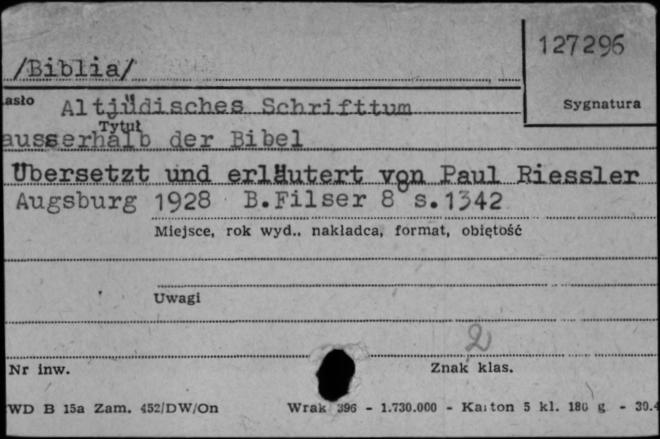 127296
/Biblia/
asło Altjüdisches Schrifttum
Sygnatura
Tytuł
ausserhalb der Bibel
Übersetzt und erläutert von Paul Riessler
Augsburg 1928 B.Filser 8° s.1342
Miejsce, rok wyd., nakładca, format, objętość
Uwagi
2
Nr inw. Znak klas.
WD B 15a Zam. 452/DW/On Wrak 396 - 1.730.000 - Karton 5 kl. 180 g - 30.4